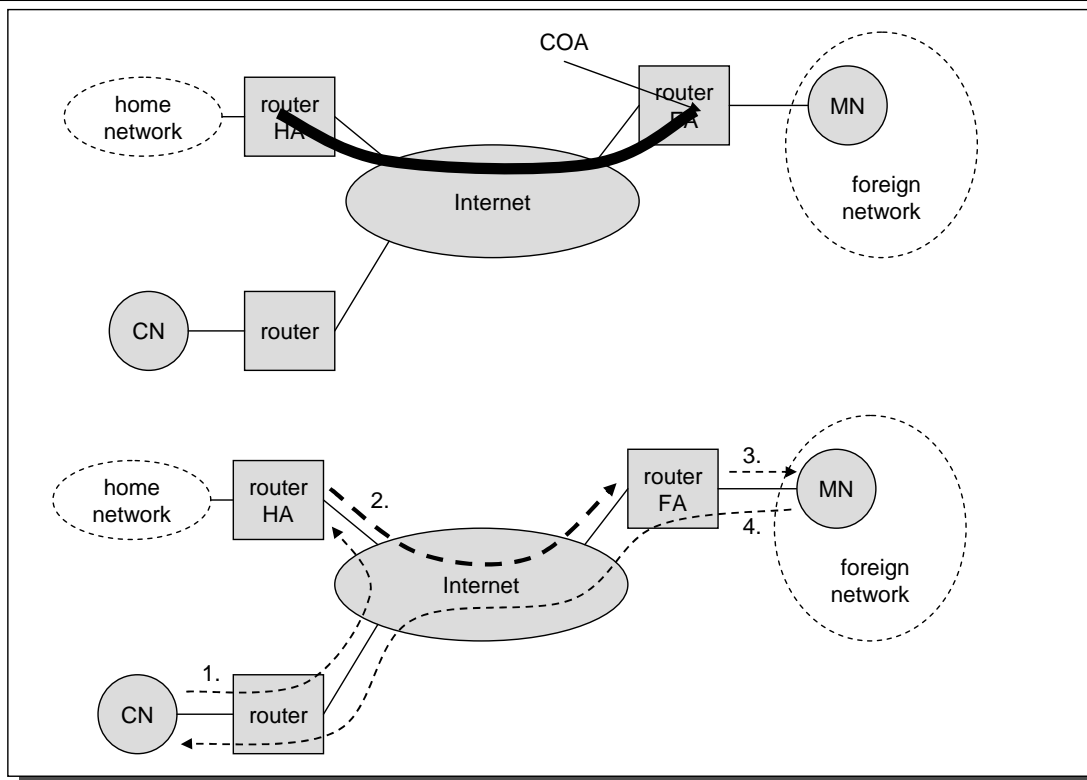 COA
home
network
router
HA
router
FA
MN
Internet
foreign
network
CN
router
home
network
router
HA
2.
router
FA
3.
MN
4.
Internet
foreign
network
1.
CN
router